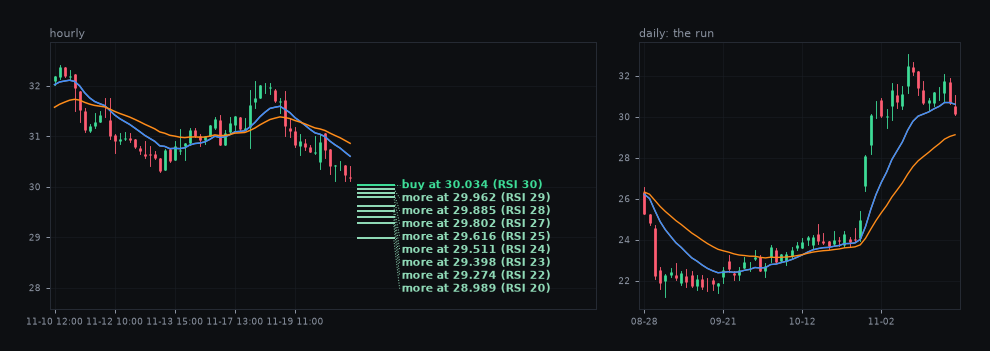 hourly
32
31
30
29
28
buy at 30.034 (RSI 30)
more at 29.962 (RSI 29)
more at 29.885 (RSI 28)
more at 29.802 (RSI 27)
more at 29.616 (RSI 25)
more at 29.511 (RSI 24)
more at 29.398 (RSI 23)
more at 29.274 (RSI 22)
more at 28.989 (RSI 20)
11-10 12:00 11-12 10:00 11-13 15:00 11-17 13:00 11-19 11:00
daily: the run
32
30
28
26
24
22
08-28 09-21 10-12 11-02